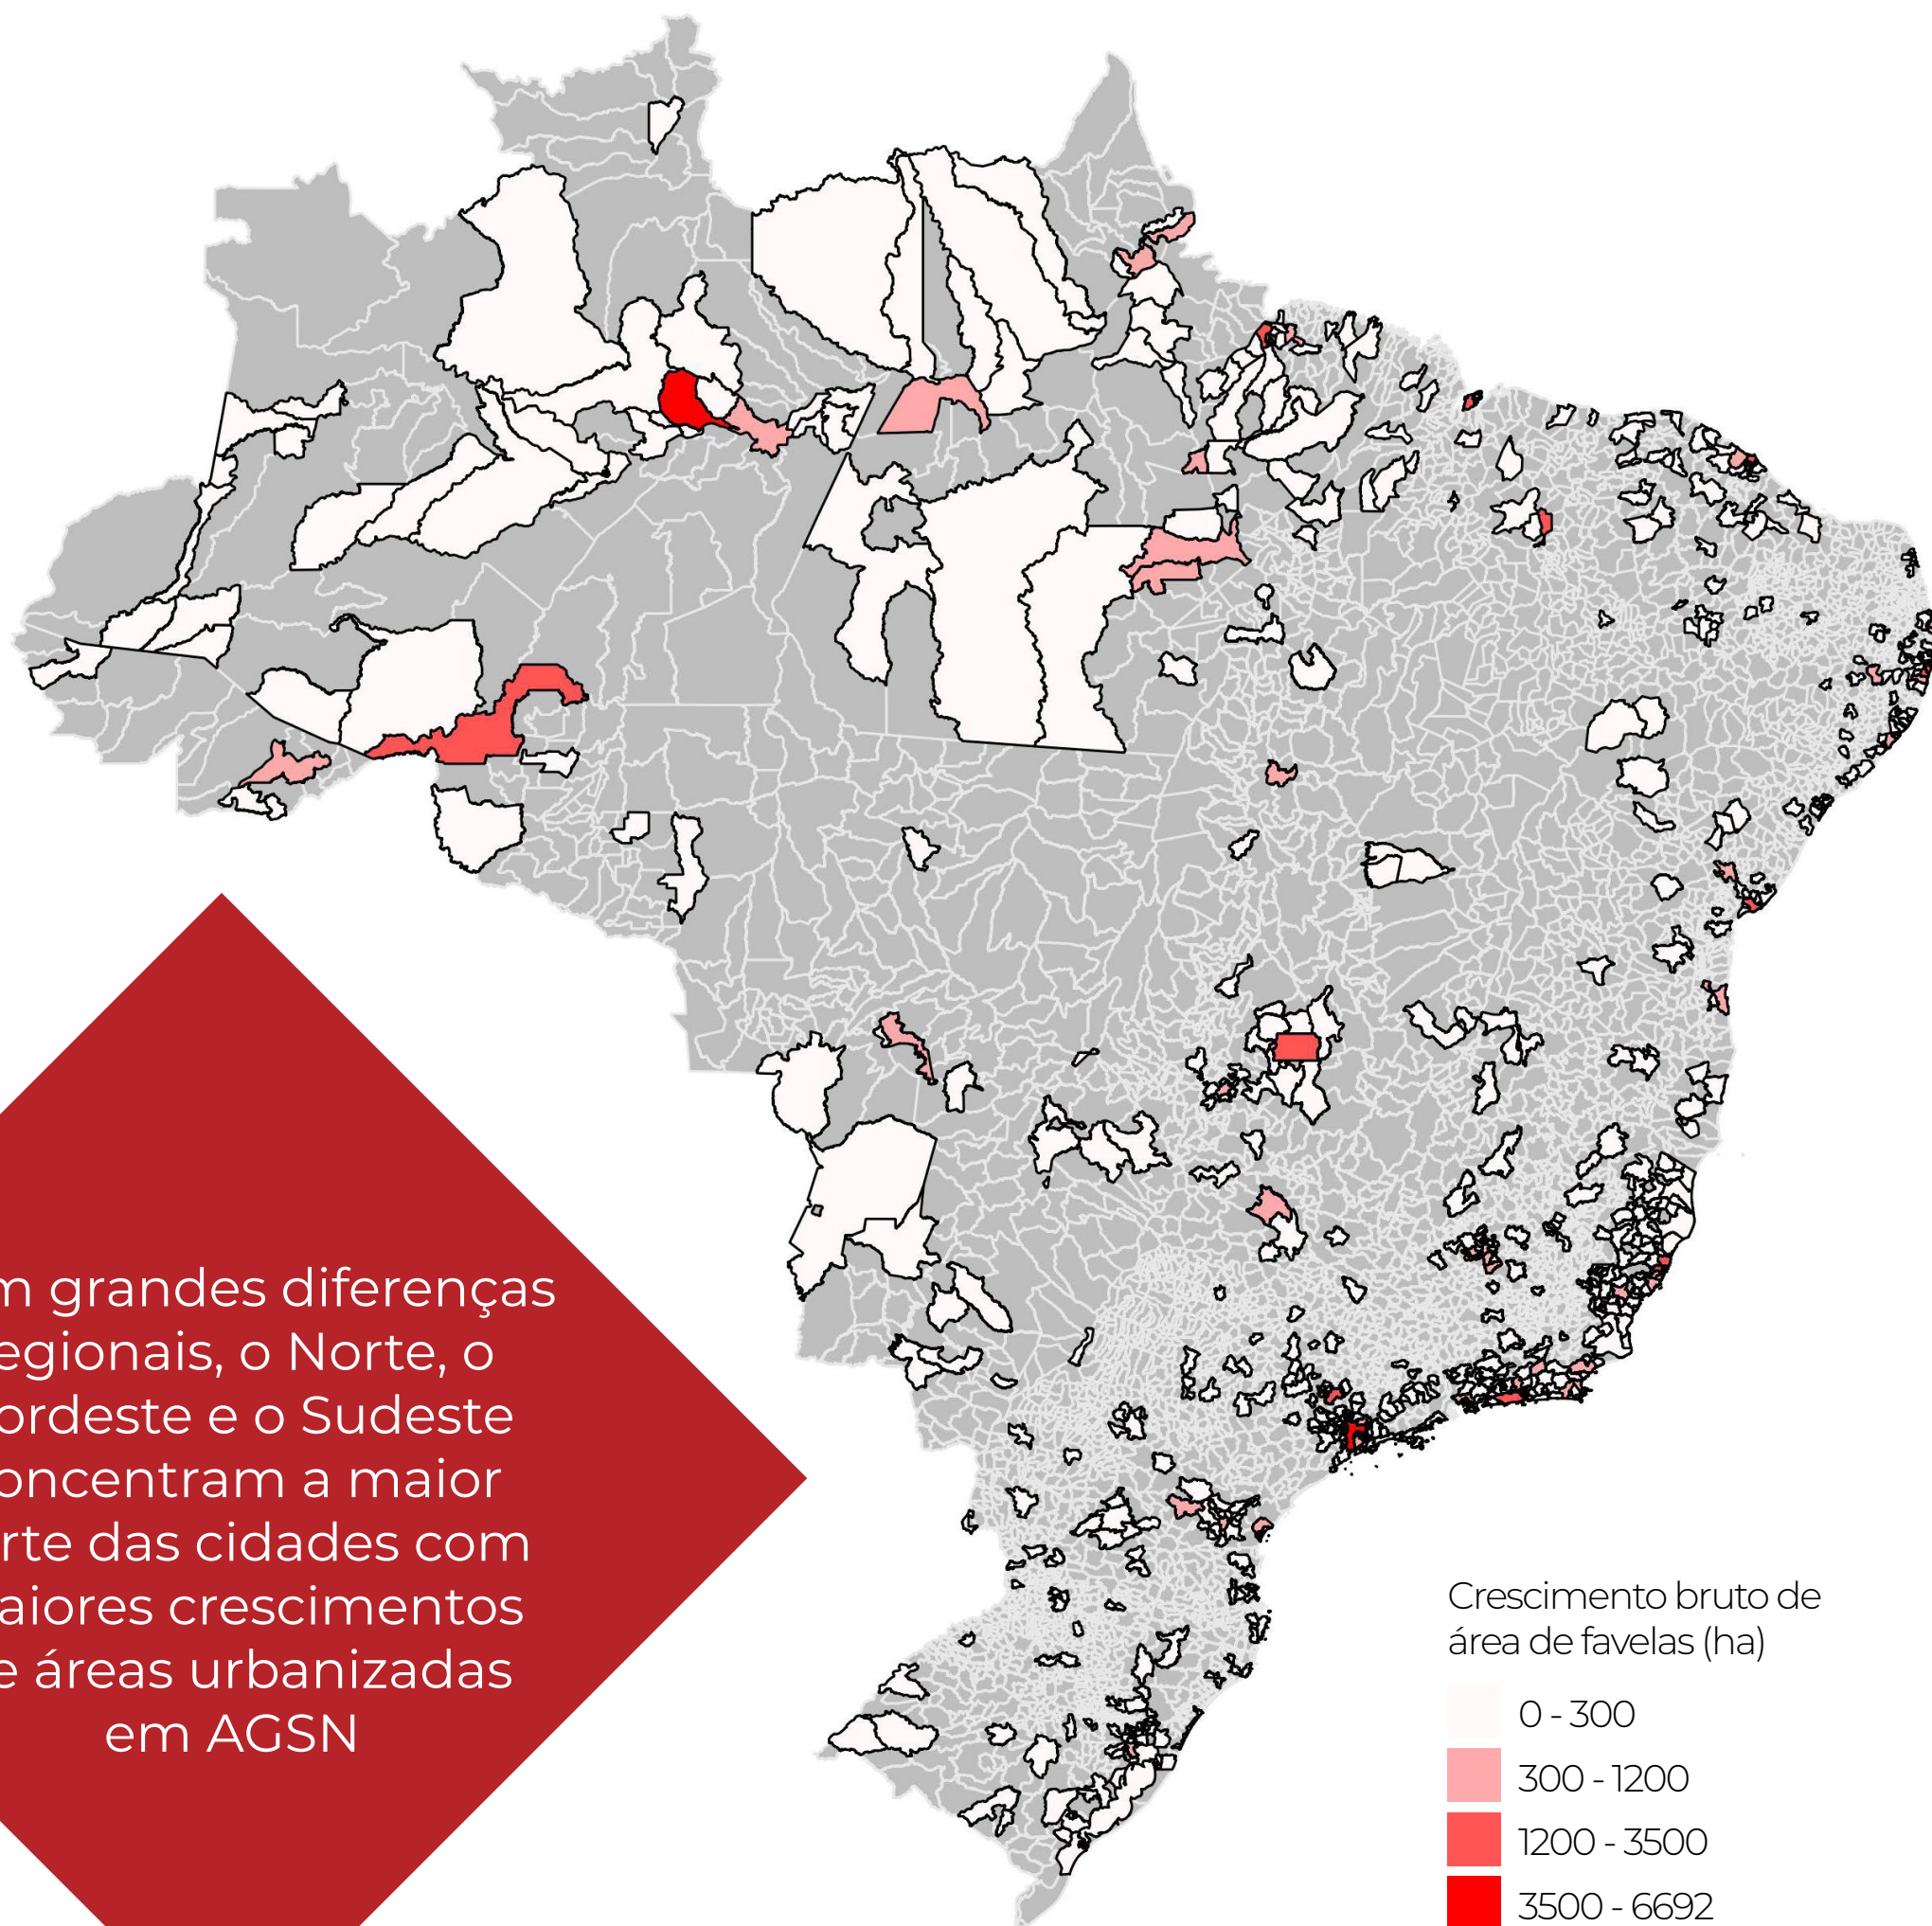 m grandes diferenças
egionais, o Norte, o
ordeste e o Sudeste
oncentram a maior
rte das cidades com
aiores crescimentos
e áreas urbanizadas
em AGSN
Crescimento bruto de
área de favelas (ha)
0 - 300
300 - 1200
1200 - 3500
3500 - 6692